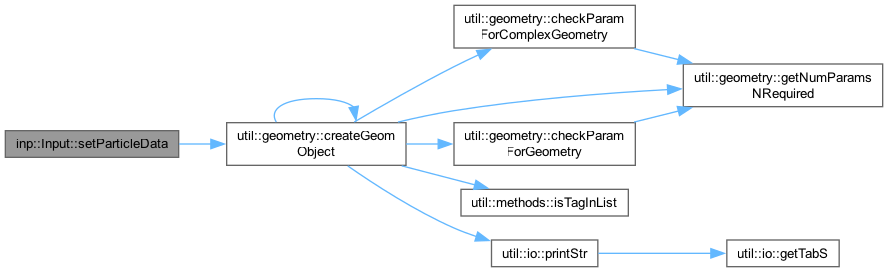 util::geometry::checkParam
ForComplexGeometry
util::geometry::getNumParams
NRequired
inp::Input::setParticleData
util::geometry::createGeom
Object
util::geometry::checkParam
ForGeometry
util::methods::isTagInList
util::io::printStr
util::io::getTabS